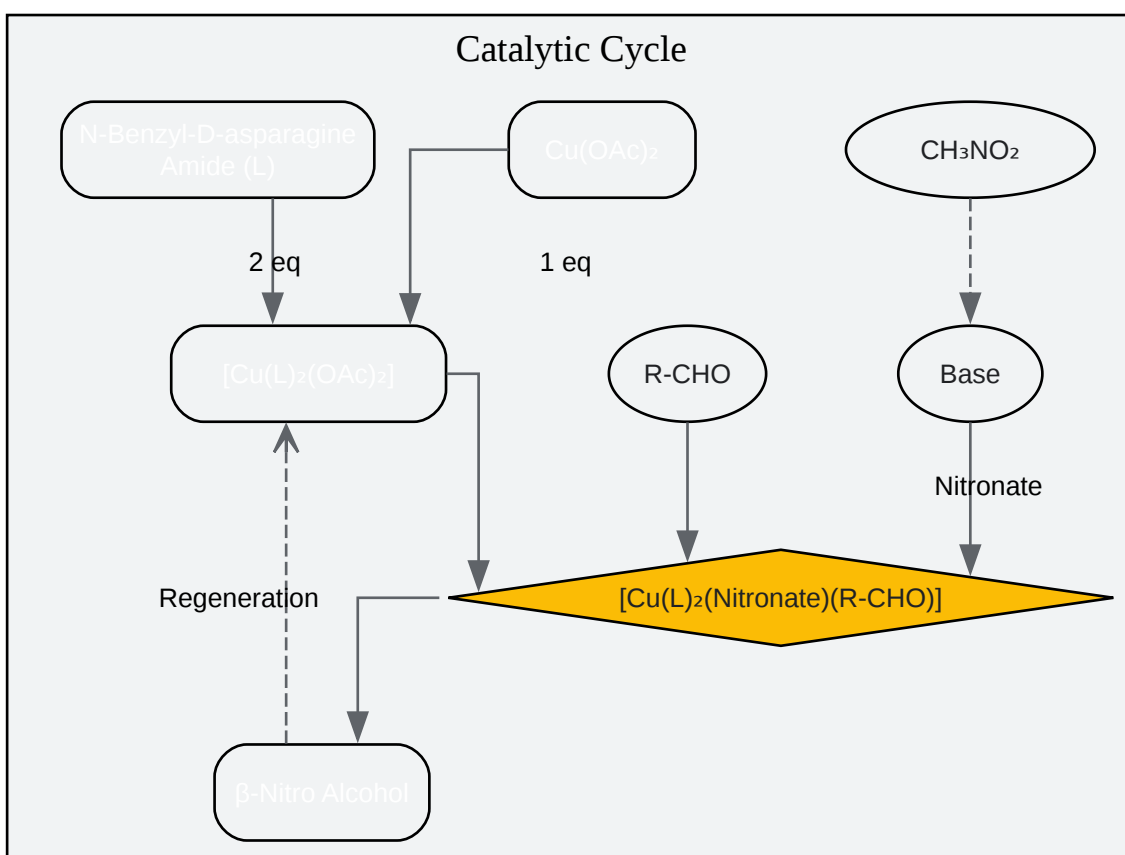 Catalytic Cycle
N-Benzyl-D-asparagine
Amide (L)
Cu(OAc)₂
CH₃NO₂
2 eq
1 eq
[Cu(L)₂(OAc)₂]
R-CHO
Base
Nitronate
[Cu(L)₂(Nitronate)(R-CHO)]
Regeneration
β-Nitro Alcohol